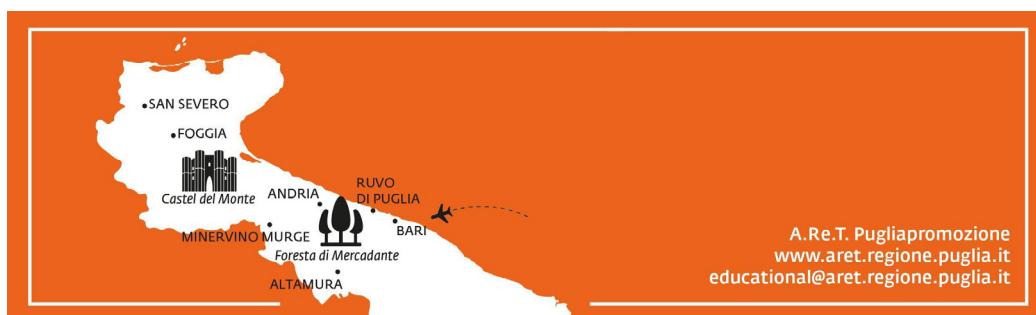 SAN SEVERO
FOGGIA
Castel del Monte
ANDRIA
RUVO
DI PUGLIA
BARI
MINERVINO MURGE
Foresta di Mercadante
ALTAMURA
A.Re.T. Pugliapromozione
www.aret.regione.puglia.it
educational@aret.regione.puglia.it